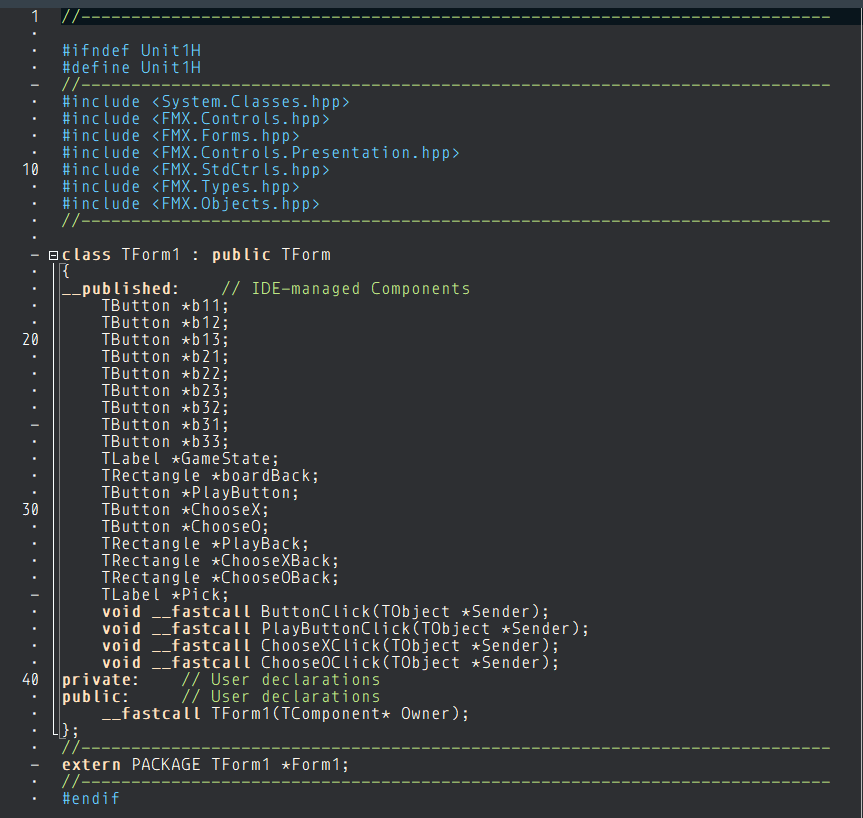 1 //---------------------------------------------------------------------------
#ifndef Unit1H
#define Unit1H
//---------------------------------------------------------------------------
#include <System.Classes.hpp>
#include <FMX.Controls.hpp>
#include <FMX.Forms.hpp>
#include <FMX.Controls.Presentation.hpp>
10 #include <FMX.StdCtrls.hpp>
#include <FMX.Types.hpp>
#include <FMX.Objects.hpp>
//---------------------------------------------------------------------------
class TForm1 : public TForm
{
__published:    // IDE-managed Components
    TButton *b11;
    TButton *b12;
20     TButton *b13;
    TButton *b21;
    TButton *b22;
    TButton *b23;
    TButton *b32;
    TButton *b31;
    TButton *b33;
    TLabel *GameState;
    TRectangle *boardBack;
    TButton *PlayButton;
30     TButton *ChooseX;
    TButton *ChooseO;
    TRectangle *PlayBack;
    TRectangle *ChooseXBack;
    TRectangle *ChooseOBack;
    TLabel *Pick;
    void __fastcall ButtonClick(TObject *Sender);
    void __fastcall PlayButtonClick(TObject *Sender);
    void __fastcall ChooseXClick(TObject *Sender);
    void __fastcall ChooseOClick(TObject *Sender);
40 private:    // User declarations
public:     // User declarations
    __fastcall TForm1(TComponent* Owner);
};
//---------------------------------------------------------------------------
extern PACKAGE TForm1 *Form1;
//---------------------------------------------------------------------------
#endif